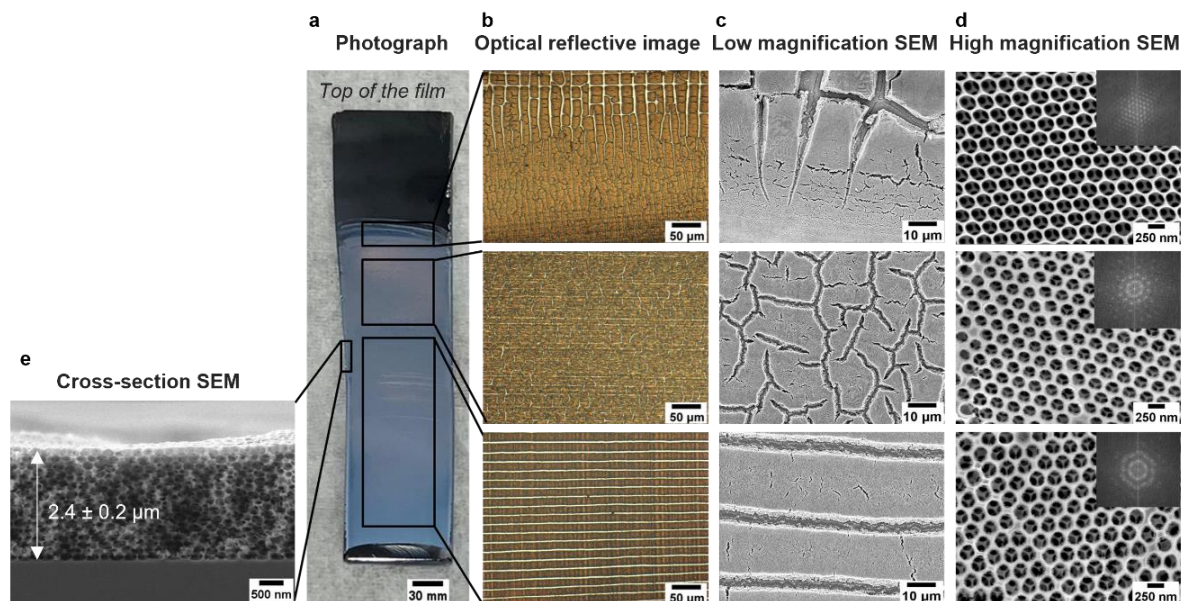 a
Photograph
b
Optical reflective image
c
Low magnification SEM
d
High magnification SEM
Top of the film
50 µm
10 µm
250 nm
50 µm
10 µm
250 nm
e
Cross-section SEM
2.4 ± 0.2 µm
500 nm
30 mm
50 µm
10 µm
250 nm